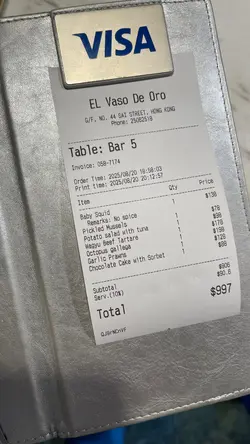 VISA
EL Vaso De Oro
G/F, NO. 44 SAI STREET, HONG KONG
Phone: 25082518
Table: Bar 5
Invoice: 05B-7174
Order Time: 2025/08/20 18:58:03
Print time: 2025/08/20 20:12:57
Item Qty Price
Baby Squid 1 $138
Remarks: No spice
Pickled Mussels 1 $78
Potato salad with tuna 1 $98
Wagyu Beef Tartare 1 $178
Octopus gallega 1 $198
Garlic Prawns 1 $128
Chocolate Cake with Sorbet 1 $88
Subtotal $906
Serv.(10%) $90.6
Total $997